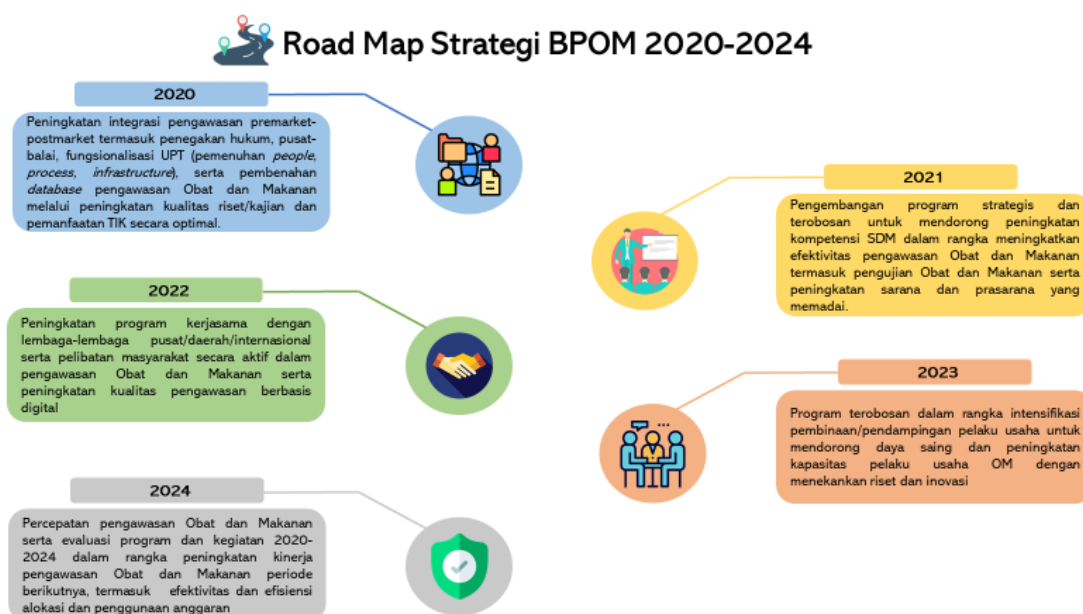 Road Map Strategi BPOM 2020-2024
2020
Peningkatan integrasi pengawasan premarket-
postmarket termasuk penegakan hukum, pusat-
balai, fungsionalisasi UPT (pemenuhan people,
process, infrastructure), serta pembenahan
database pengawasan Obat dan Makanan
melalui peningkatan kualitas riset/kajian dan
pemanfaatan TIK secara optimal.
2021
Pengembangan program strategis dan
terobosan untuk mendorong peningkatan
kompetensi SDM dalam rangka meningkatkan
efektivitas pengawasan Obat dan Makanan
termasuk pengujian Obat dan Makanan serta
peningkatan sarana dan prasarana yang
memadai.
2022
Peningkatan program kerjasama dengan
lembaga-lembaga pusat/daerah/internasional
serta pelibatan masyarakat secara aktif dalam
pengawasan Obat dan Makanan serta
peningkatan kualitas pengawasan berbasis
digital
2023
Program terobosan dalam rangka intensifikasi
pembinaan/pendampingan pelaku usaha untuk
mendorong daya saing dan peningkatan
kapasitas pelaku usaha OM dengan
menekankan riset dan inovasi
2024
Percepatan pengawasan Obat dan Makanan
serta evaluasi program dan kegiatan 2020-
2024 dalam rangka peningkatan kinerja
pengawasan Obat dan Makanan periode
berikutnya, termasuk efektivitas dan efisiensi
alokasi dan penggunaan anggaran